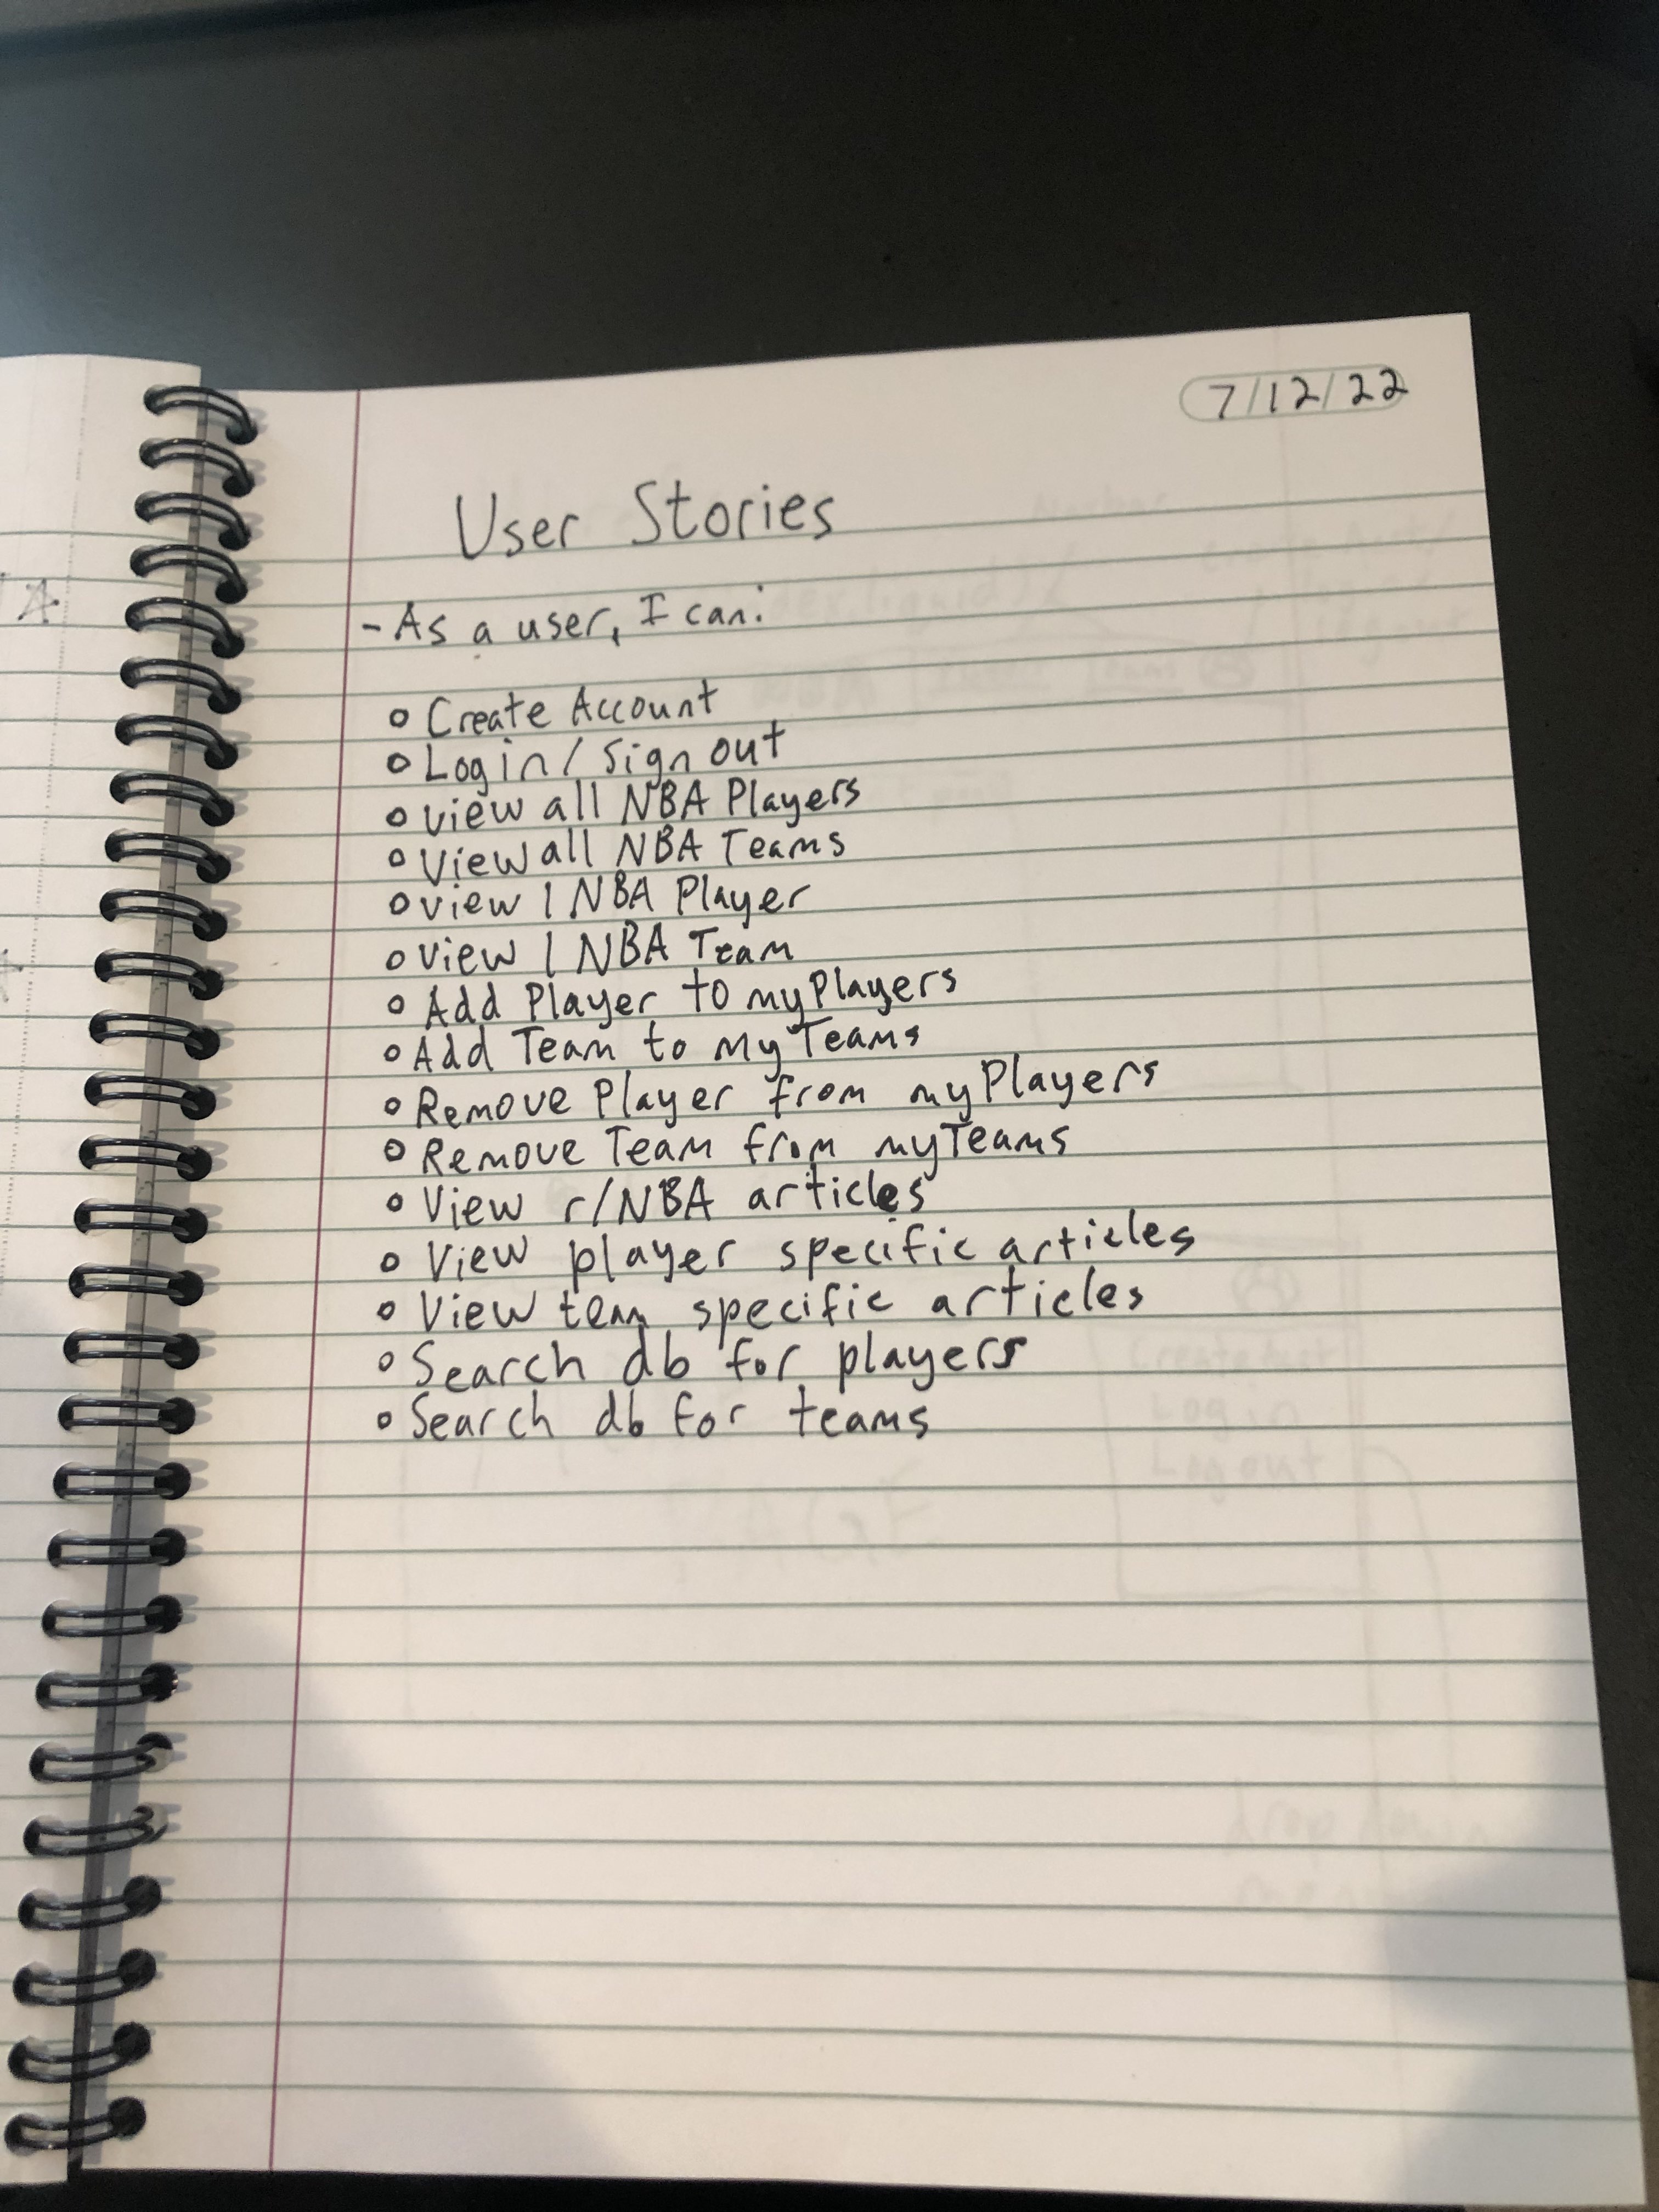 7/12/22
User Stories
- As a user, I can:
o Create Account
o Login / Sign out
o View all NBA Players
o View all NBA Teams
o View 1 NBA Player
o View 1 NBA Team
o Add Player to myPlayers
o Add Team to myTeams
o Remove Player from myPlayers
o Remove Team from myTeams
o View r/NBA articles
o View player specific articles
o View team specific articles
o Search db for players
o Search db for teams